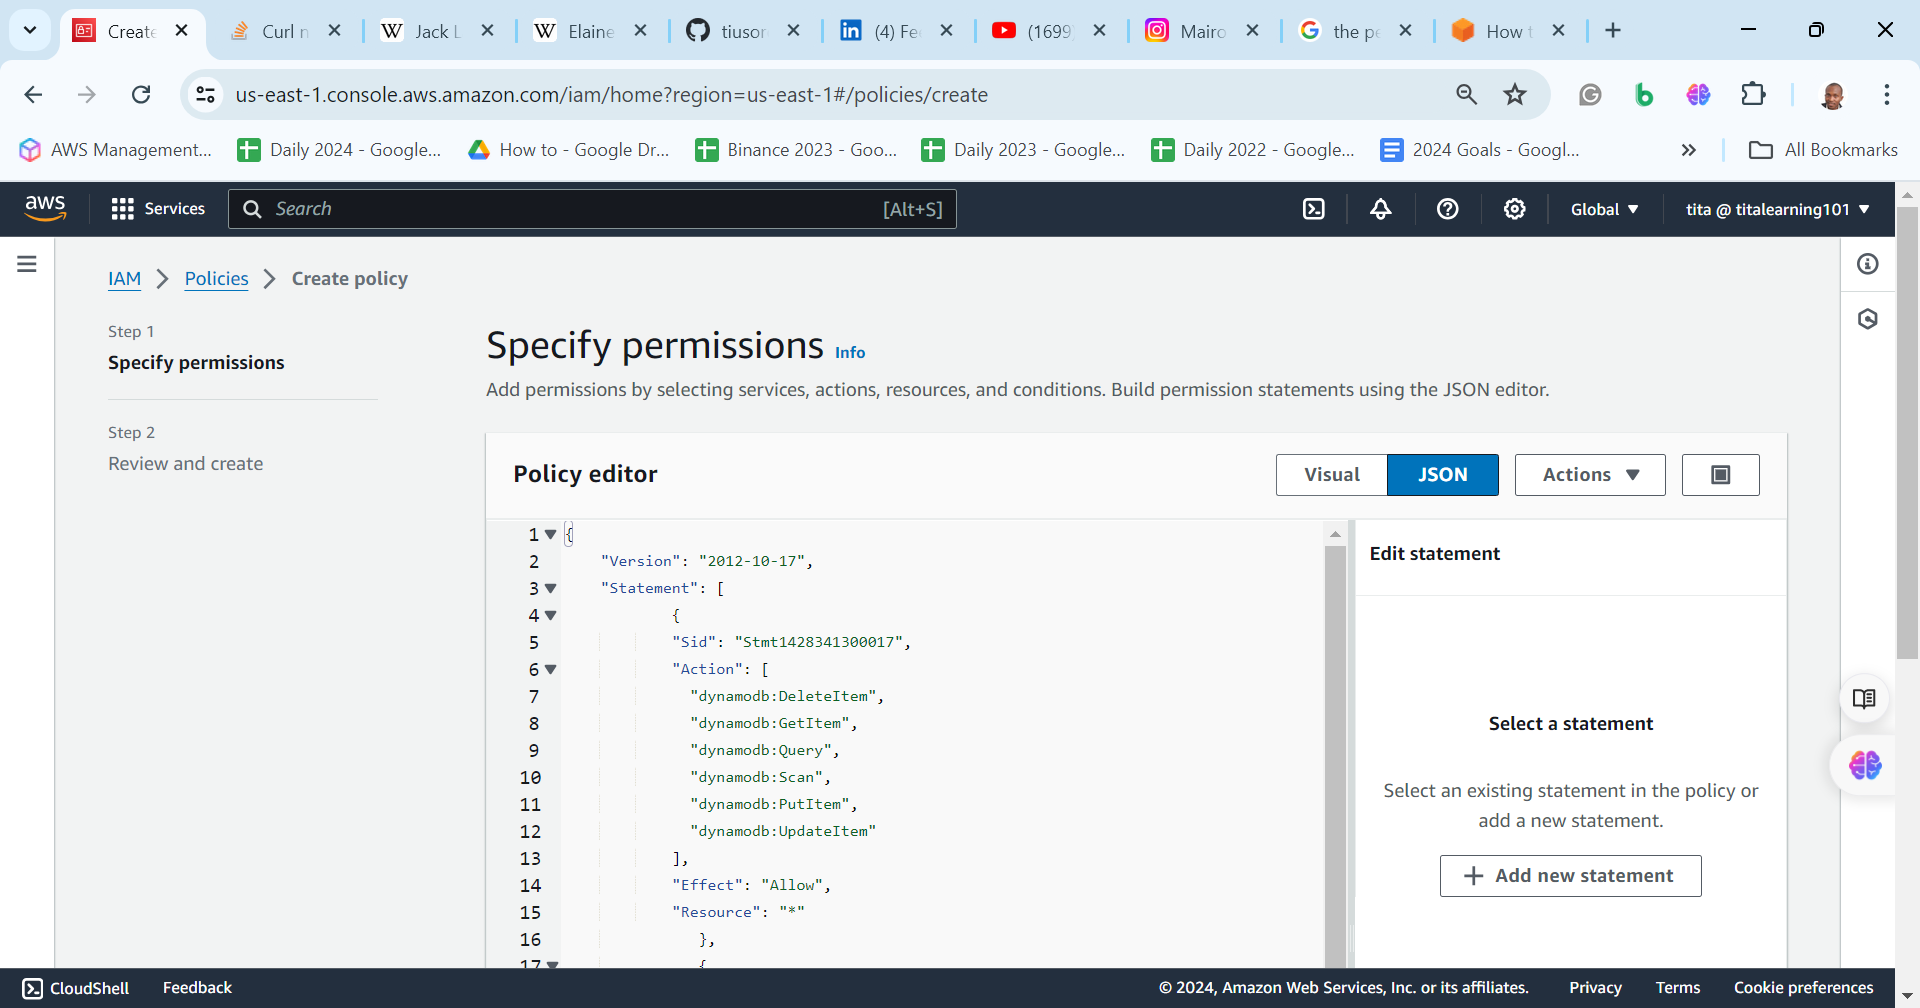 Create
Curl n
Jack L
Elaine
tiusor
(4) Fe
(1699
Mairo
the pe
How t
us-east-1.console.aws.amazon.com/iam/home?region=us-east-1#/policies/create
AWS Management...
Daily 2024 - Google...
How to - Google Dr...
Binance 2023 - Goo...
Daily 2023 - Google...
Daily 2022 - Google...
2024 Goals - Googl...
All Bookmarks
aws
Services
Search
[Alt+S]
Global
tita @ titalearning101
IAM
Policies
Create policy
Step 1
Specify permissions
Step 2
Review and create
Specify permissions Info
Add permissions by selecting services, actions, resources, and conditions. Build permission statements using the JSON editor.
Policy editor
Visual
JSON
Actions
1 {
2 "Version": "2012-10-17",
3 "Statement": [
4 {
5 "Sid": "Stmt1428341300017",
6 "Action": [
7 "dynamodb:DeleteItem",
8 "dynamodb:GetItem",
9 "dynamodb:Query",
10 "dynamodb:Scan",
11 "dynamodb:PutItem",
12 "dynamodb:UpdateItem"
13 ],
14 "Effect": "Allow",
15 "Resource": "*"
16 },
17 {
Edit statement
Select a statement
Select an existing statement in the policy or
add a new statement.
+ Add new statement
CloudShell
Feedback
© 2024, Amazon Web Services, Inc. or its affiliates.
Privacy
Terms
Cookie preferences